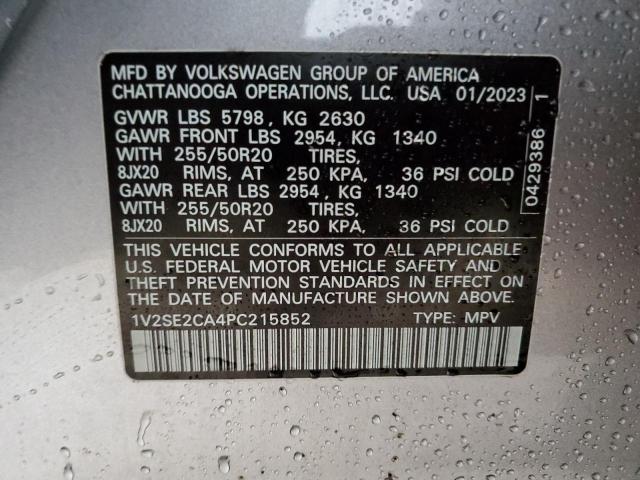 MFD BY VOLKSWAGEN GROUP OF AMERICA
CHATTANOOGA OPERATIONS, LLC. USA 01/2023
GVWR LBS 5798, KG 2630
GAWR FRONT LBS 2954, KG 1340
WITH 255/50R20 TIRES,
8JX20 RIMS, AT 250 KPA, 36 PSI COLD
GAWR REAR LBS 2954, KG 1340
WITH 255/50R20 TIRES,
8JX20 RIMS, AT 250 KPA, 36 PSI COLD
THIS VEHICLE CONFORMS TO ALL APPLICABLE
U.S. FEDERAL MOTOR VEHICLE SAFETY AND
THEFT PREVENTION STANDARDS IN EFFECT ON
THE DATE OF MANUFACTURE SHOWN ABOVE.
1V2SE2CA4PC215852 TYPE: MPV
0429386 1